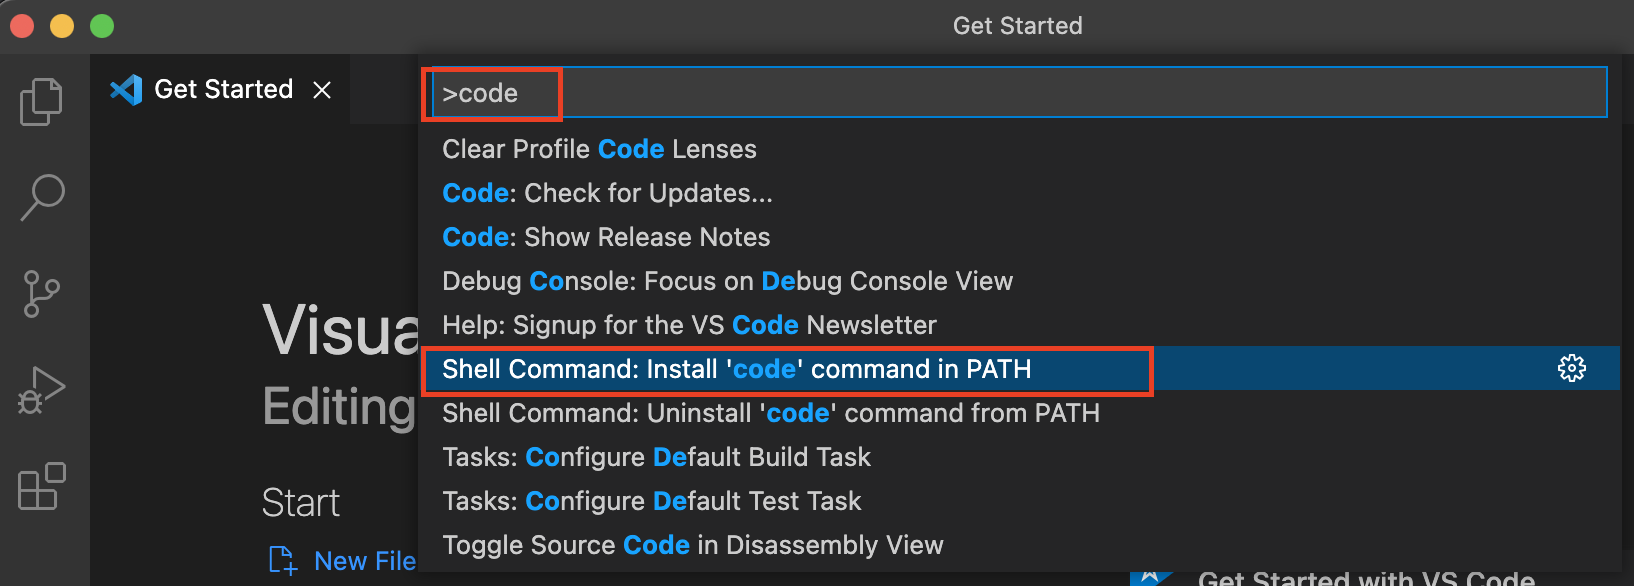 Get Started
Get Started
>code
Clear Profile Code Lenses
Code: Check for Updates...
Code: Show Release Notes
Debug Console: Focus on Debug Console View
Help: Signup for the VS Code Newsletter
Shell Command: Install 'code' command in PATH
Shell Command: Uninstall 'code' command from PATH
Tasks: Configure Default Build Task
Tasks: Configure Default Test Task
Toggle Source Code in Disassembly View
Visua
Editing
Start
New File
Get Started with VS Code